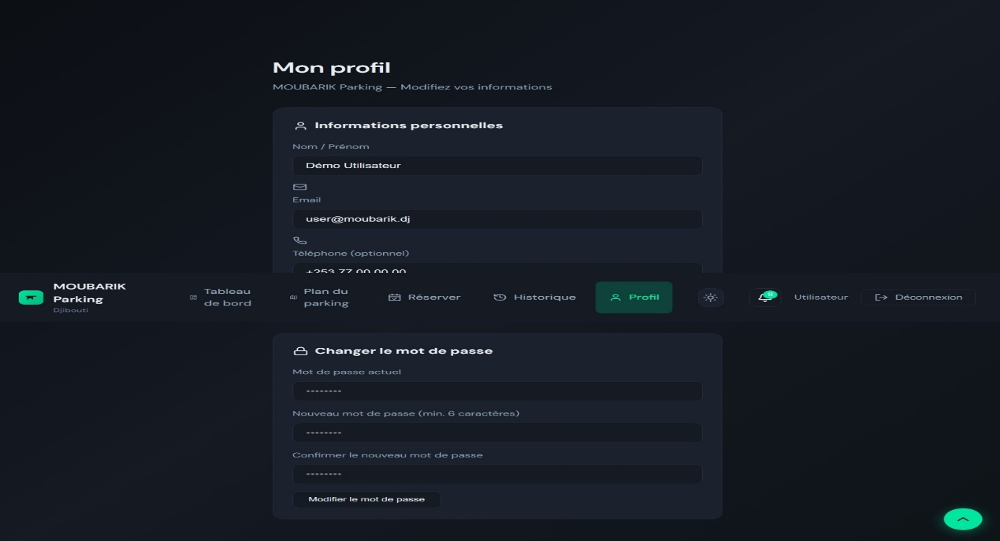 Mon profil
MOUBARIK Parking — Modifiez vos informations
Informations personnelles
Nom / Prénom
Démo Utilisateur
Email
user@moubarik.dj
Téléphone (optionnel)
+253 77 00 00 00
MOUBARIK
Parking
Djibouti
Tableau
de bord
Plan du
parking
Réserver
Historique
Profil
8
Utilisateur
Déconnexion
Changer le mot de passe
Mot de passe actuel
••••••••
Nouveau mot de passe (min. 6 caractères)
••••••••
Confirmer le nouveau mot de passe
••••••••
Modifier le mot de passe